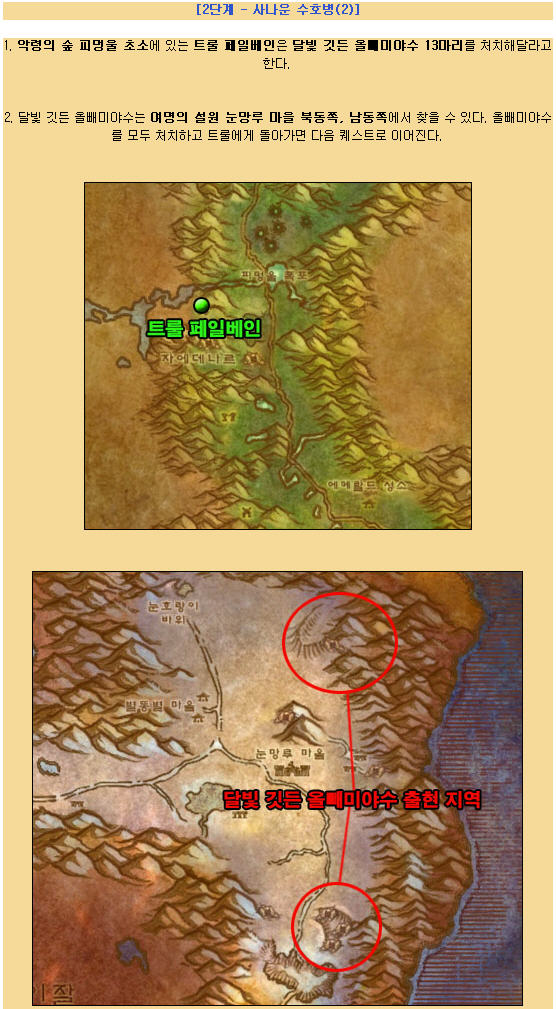 [2단계 - 사나운 수호병(2)]
1. 악령의 숲 피멍울 초소에 있는 트롤 페일베인은 달빛 깃든 올빼미야수 13마리를 처치해달라고
한다.
2. 달빛 깃든 올빼미야수는 여명의 설원 눈망루 마을 북동쪽, 남동쪽에서 찾을 수 있다. 올빼미야수
를 모두 처치하고 트롤에게 돌아가면 다음 퀘스트로 이어진다.
피멍울 폭포
트롤 페일베인
자에데나르
에메랄드 성소
눈호랑이
바위
별똥별 마을
눈망루 마을
달빛 깃든 올빼미야수 출현 지역